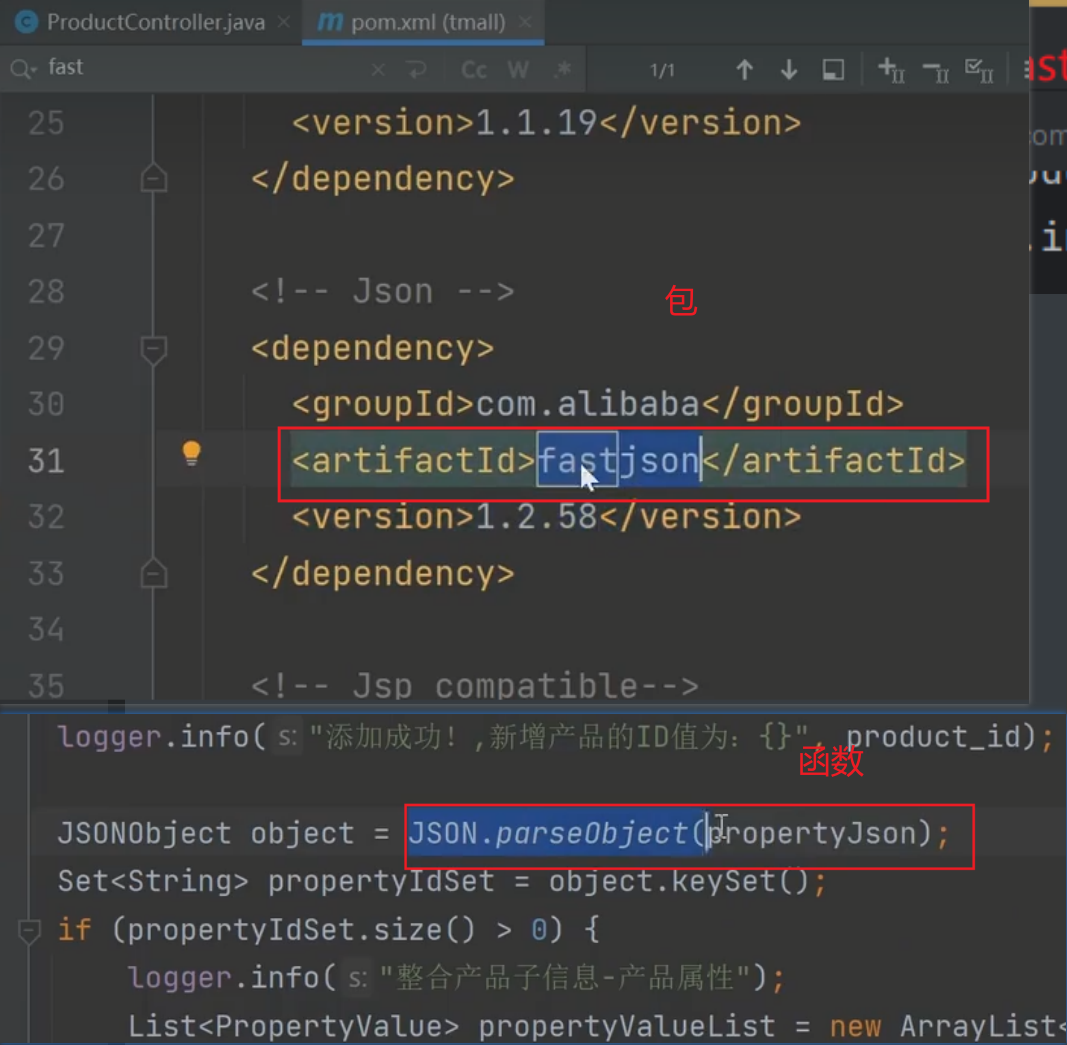 ProductController.java
pom.xml (tmall)
fast
Cc W .* 1/1
25 <version>1.1.19</version>
26 </dependency>
27
28 <!-- Json -->
包
29 <dependency>
30 <groupId>com.alibaba</groupId>
31 <artifactId>fastjson</artifactId>
32 <version>1.2.58</version>
33 </dependency>
34
35 <!-- Jsp compatible-->
logger.info( s: "添加成功！,新增产品的ID值为：{}", product_id);
函数
JSONObject object = JSON.parseObject(propertyJson);
Set<String> propertyIdSet = object.keySet();
if (propertyIdSet.size() > 0) {
logger.info( s: "整合产品子信息-产品属性");
List<PropertyValue> propertyValueList = new ArrayList<